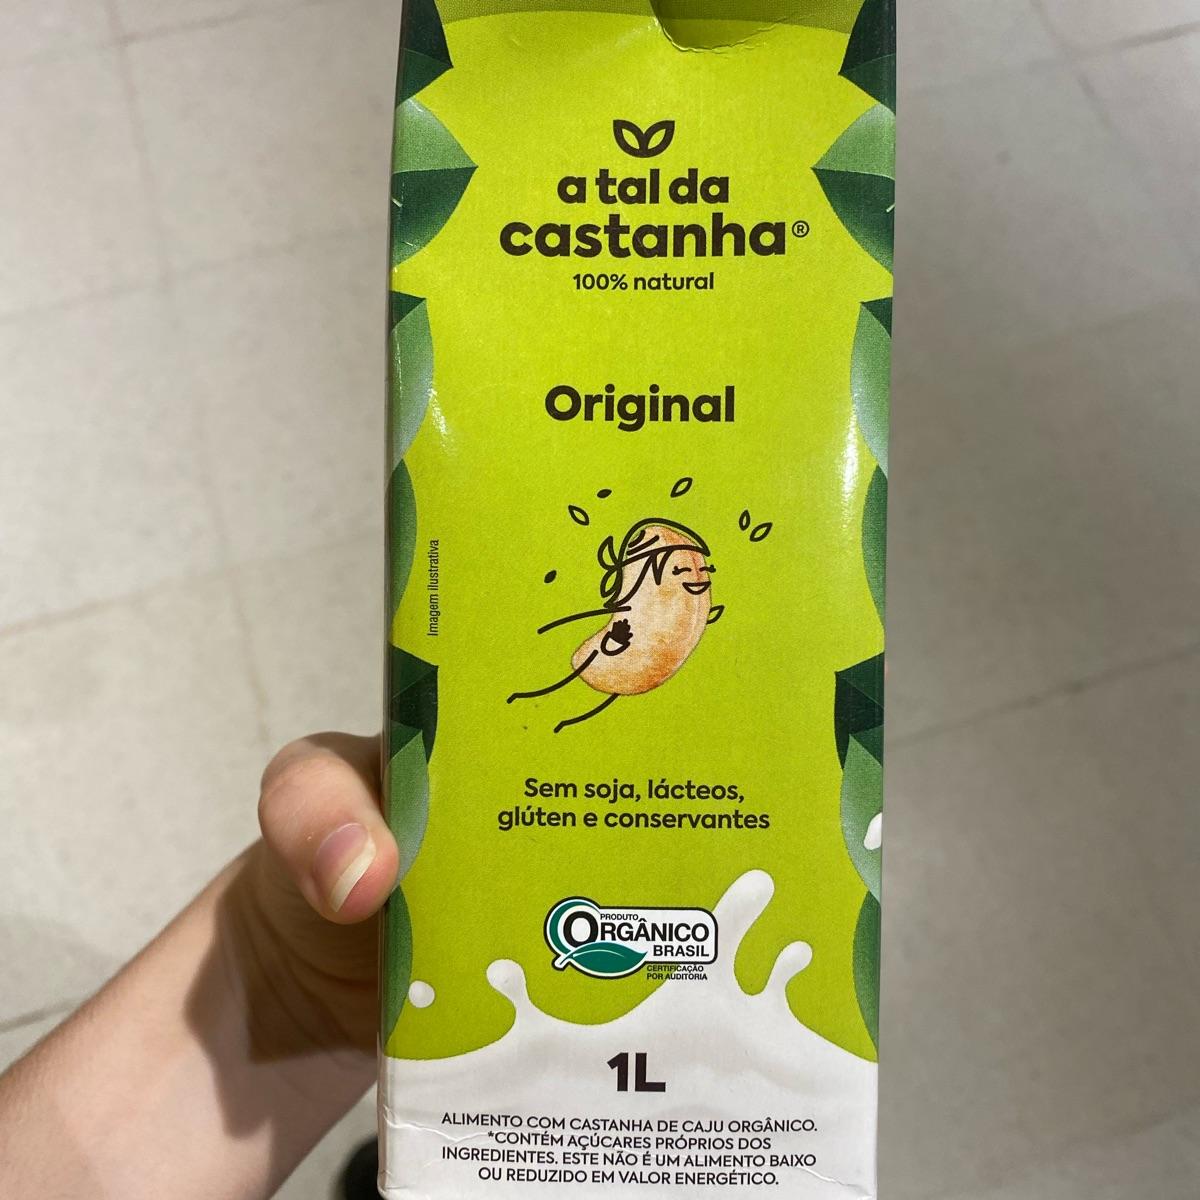 a tal da
castanha®
100% natural
Original
Imagem ilustrativa
Sem soja, lácteos,
glúten e conservantes
PRODUTO
ORGÂNICO
BRASIL
CERTIFICAÇÃO
POR AUDITORIA
1L
ALIMENTO COM CASTANHA DE CAJU ORGÂNICO.
*CONTÉM AÇÚCARES PRÓPRIOS DOS
INGREDIENTES. ESTE NÃO É UM ALIMENTO BAIXO
OU REDUZIDO EM VALOR ENERGÉTICO.